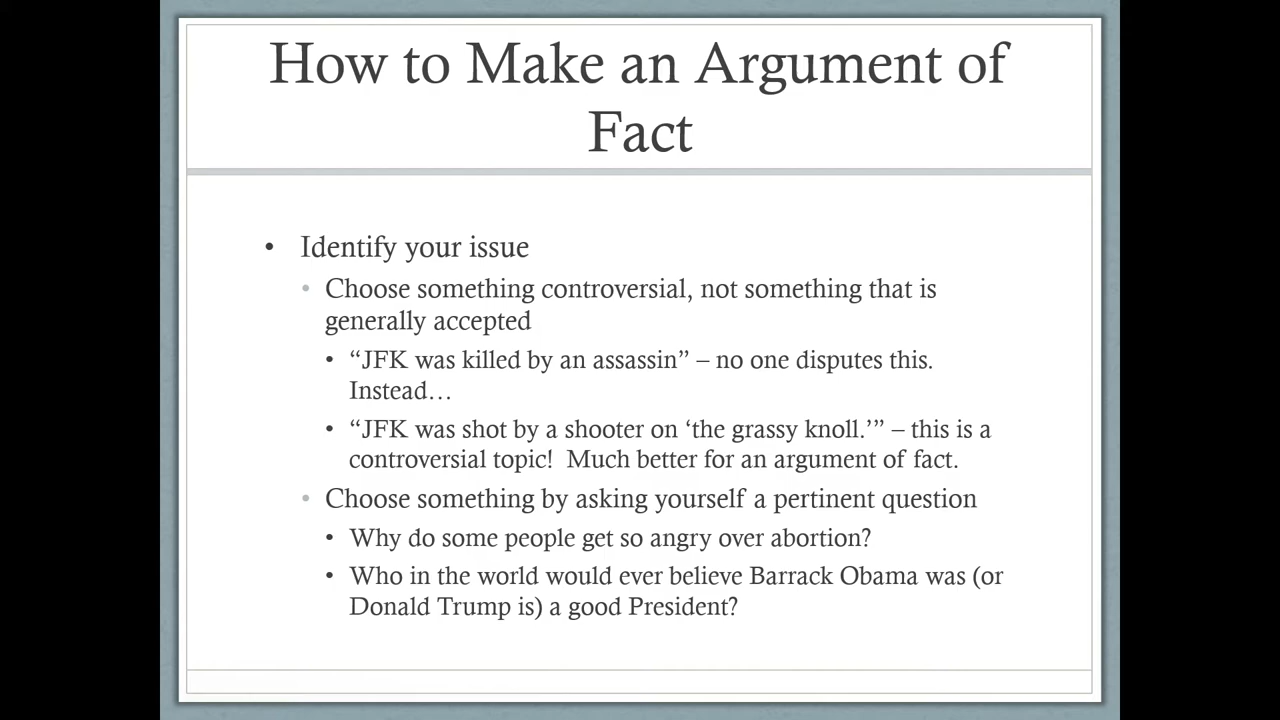 How to Make an Argument of
Fact
• Identify your issue
• Choose something controversial, not something that is
generally accepted
• “JFK was killed by an assassin” – no one disputes this.
Instead…
• “JFK was shot by a shooter on ‘the grassy knoll.’” – this is a
controversial topic!  Much better for an argument of fact.
• Choose something by asking yourself a pertinent question
• Why do some people get so angry over abortion?
• Who in the world would ever believe Barrack Obama was (or
Donald Trump is) a good President?